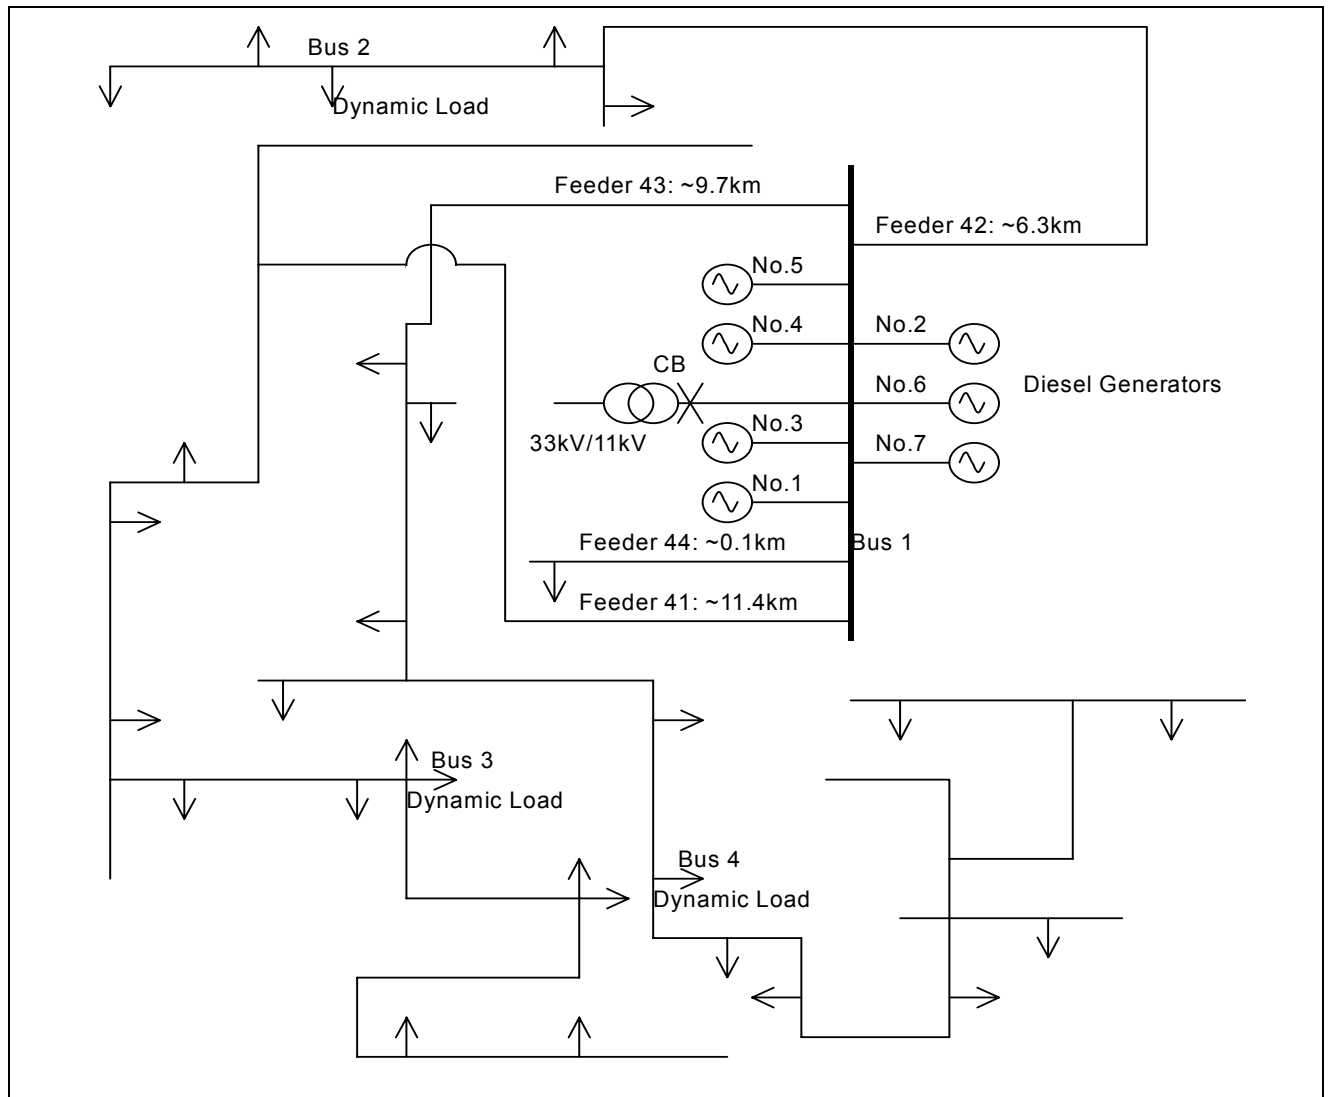 Bus 2
Dynamic Load
Feeder 43: ~9.7km
Feeder 42: ~6.3km
No.5
No.4
No.2
CB
No.6
Diesel Generators
33kV/11kV
No.3
No.7
No.1
Feeder 44: ~0.1km
Bus 1
Feeder 41: ~11.4km
Bus 3
Dynamic Load
Bus 4
Dynamic Load